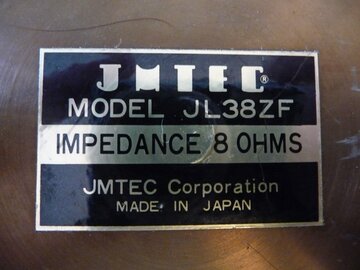 JMTEC®
MODEL JL38ZF
IMPEDANCE 8 OHMS
JMTEC Corporation
MADE IN JAPAN